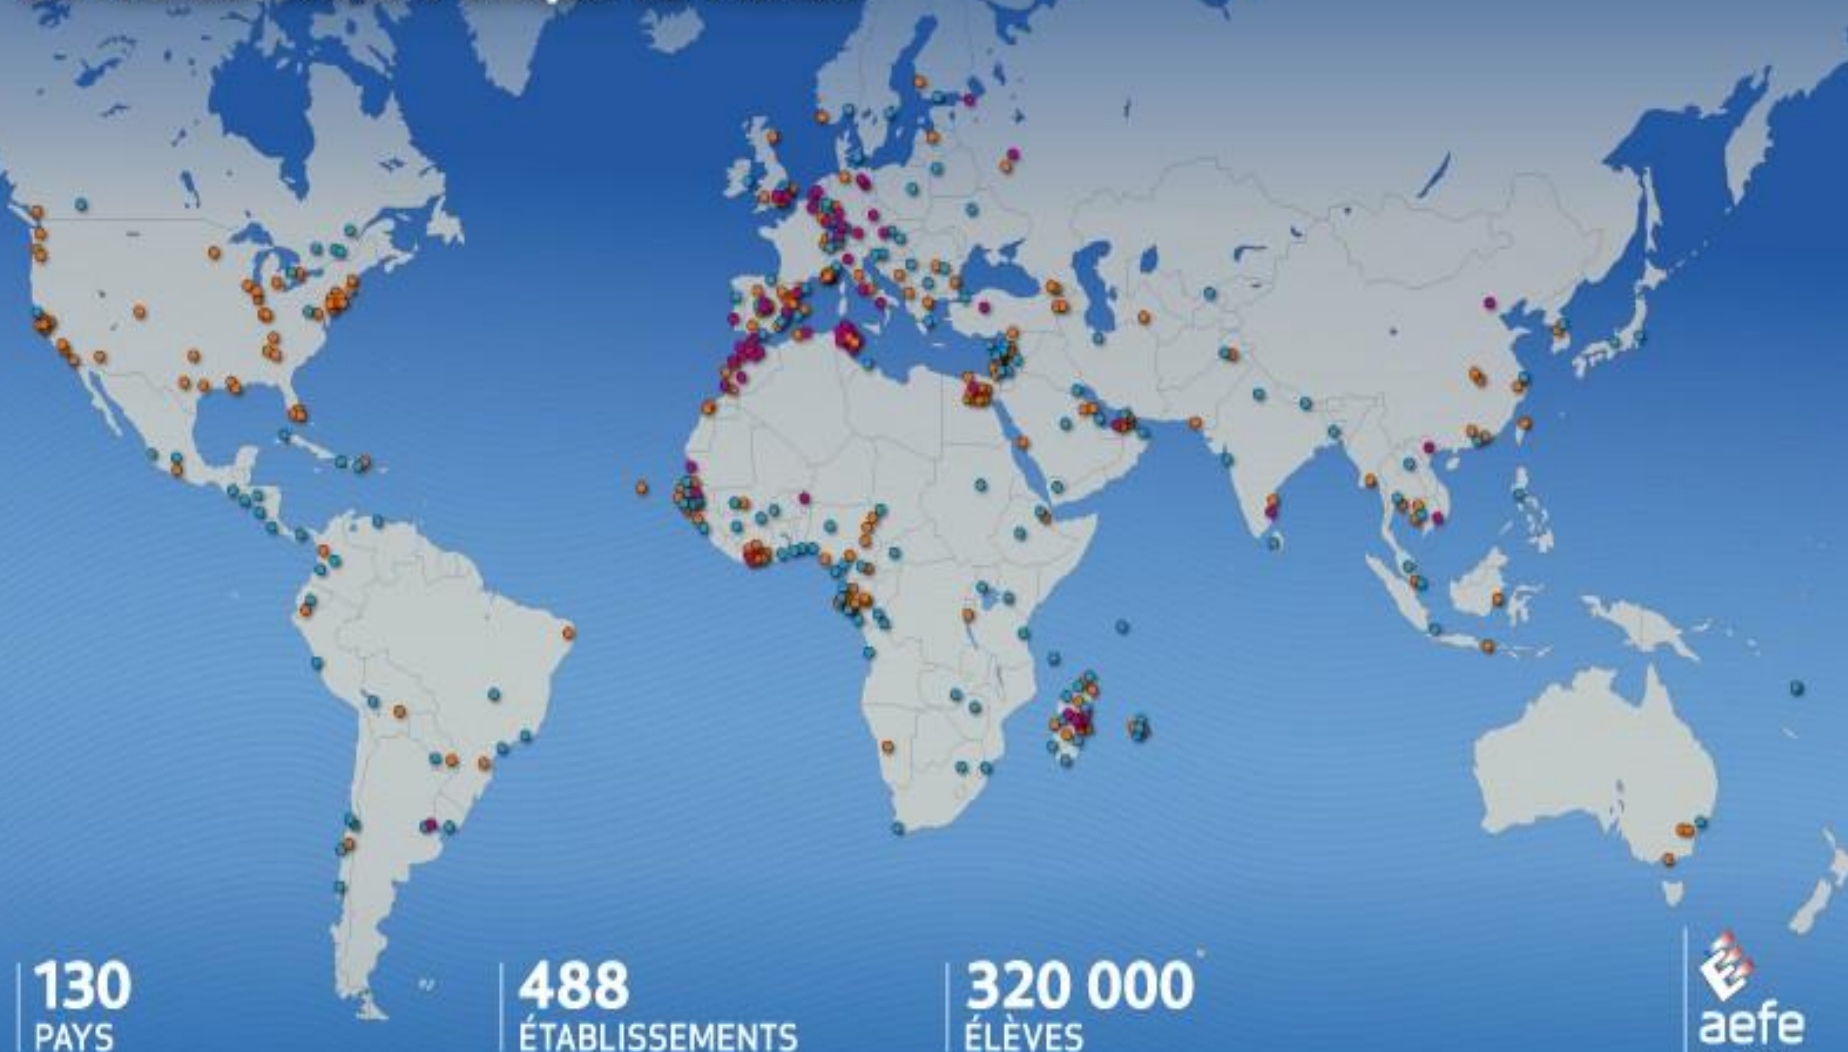 130
PAYS
488
ÉTABLISSEMENTS
320 000
ÉLÈVES
aefe